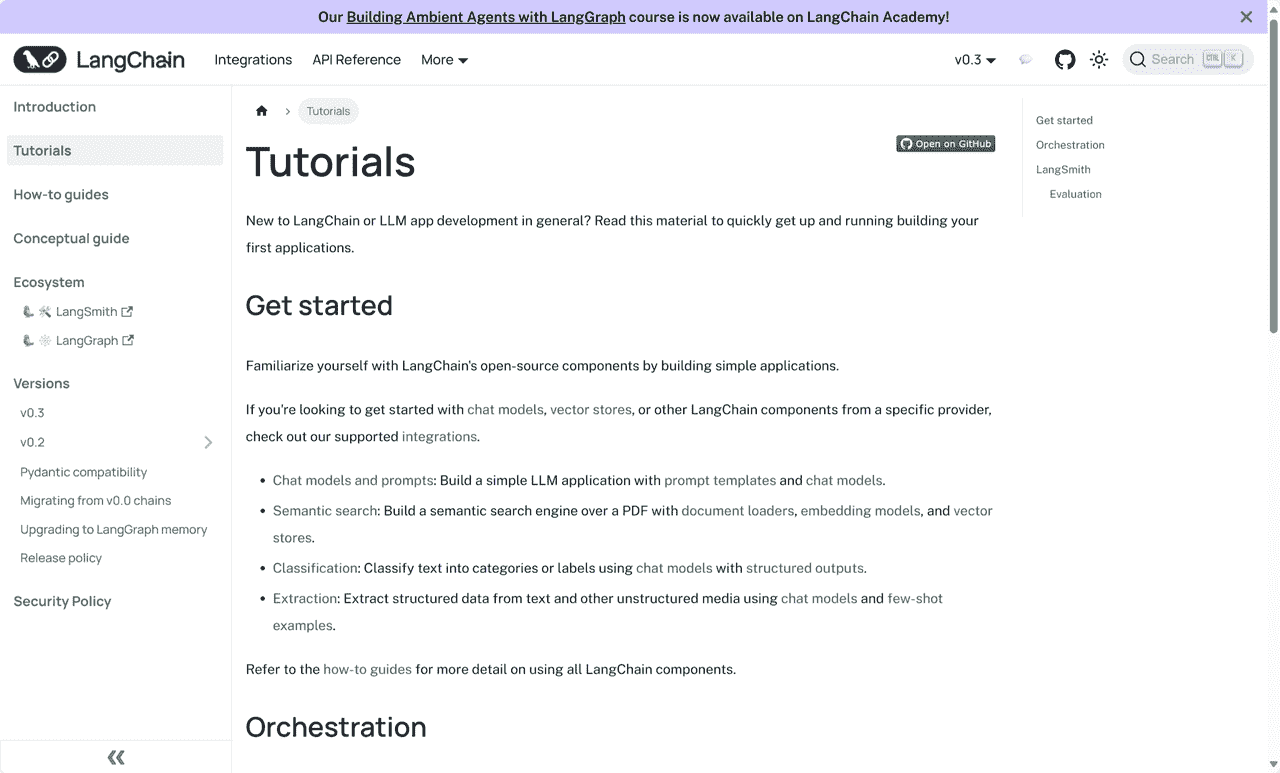 Our Building Ambient Agents with LangGraph course is now available on LangChain Academy!
LangChain
Integrations
API Reference
More
v0.3
Search
CTRL
K
Introduction
Tutorials
How-to guides
Conceptual guide
Ecosystem
LangSmith
LangGraph
Versions
v0.3
v0.2
Pydantic compatibility
Migrating from v0.0 chains
Upgrading to LangGraph memory
Release policy
Security Policy
Tutorials
Open on GitHub
Tutorials
New to LangChain or LLM app development in general? Read this material to quickly get up and running building your
first applications.
Get started
Familiarize yourself with LangChain's open-source components by building simple applications.
If you're looking to get started with chat models, vector stores, or other LangChain components from a specific provider,
check out our supported integrations.
• Chat models and prompts: Build a simple LLM application with prompt templates and chat models.
• Semantic search: Build a semantic search engine over a PDF with document loaders, embedding models, and vector
stores.
• Classification: Classify text into categories or labels using chat models with structured outputs.
• Extraction: Extract structured data from text and other unstructured media using chat models and few-shot
examples.
Refer to the how-to guides for more detail on using all LangChain components.
Orchestration
Get started
Orchestration
LangSmith
Evaluation